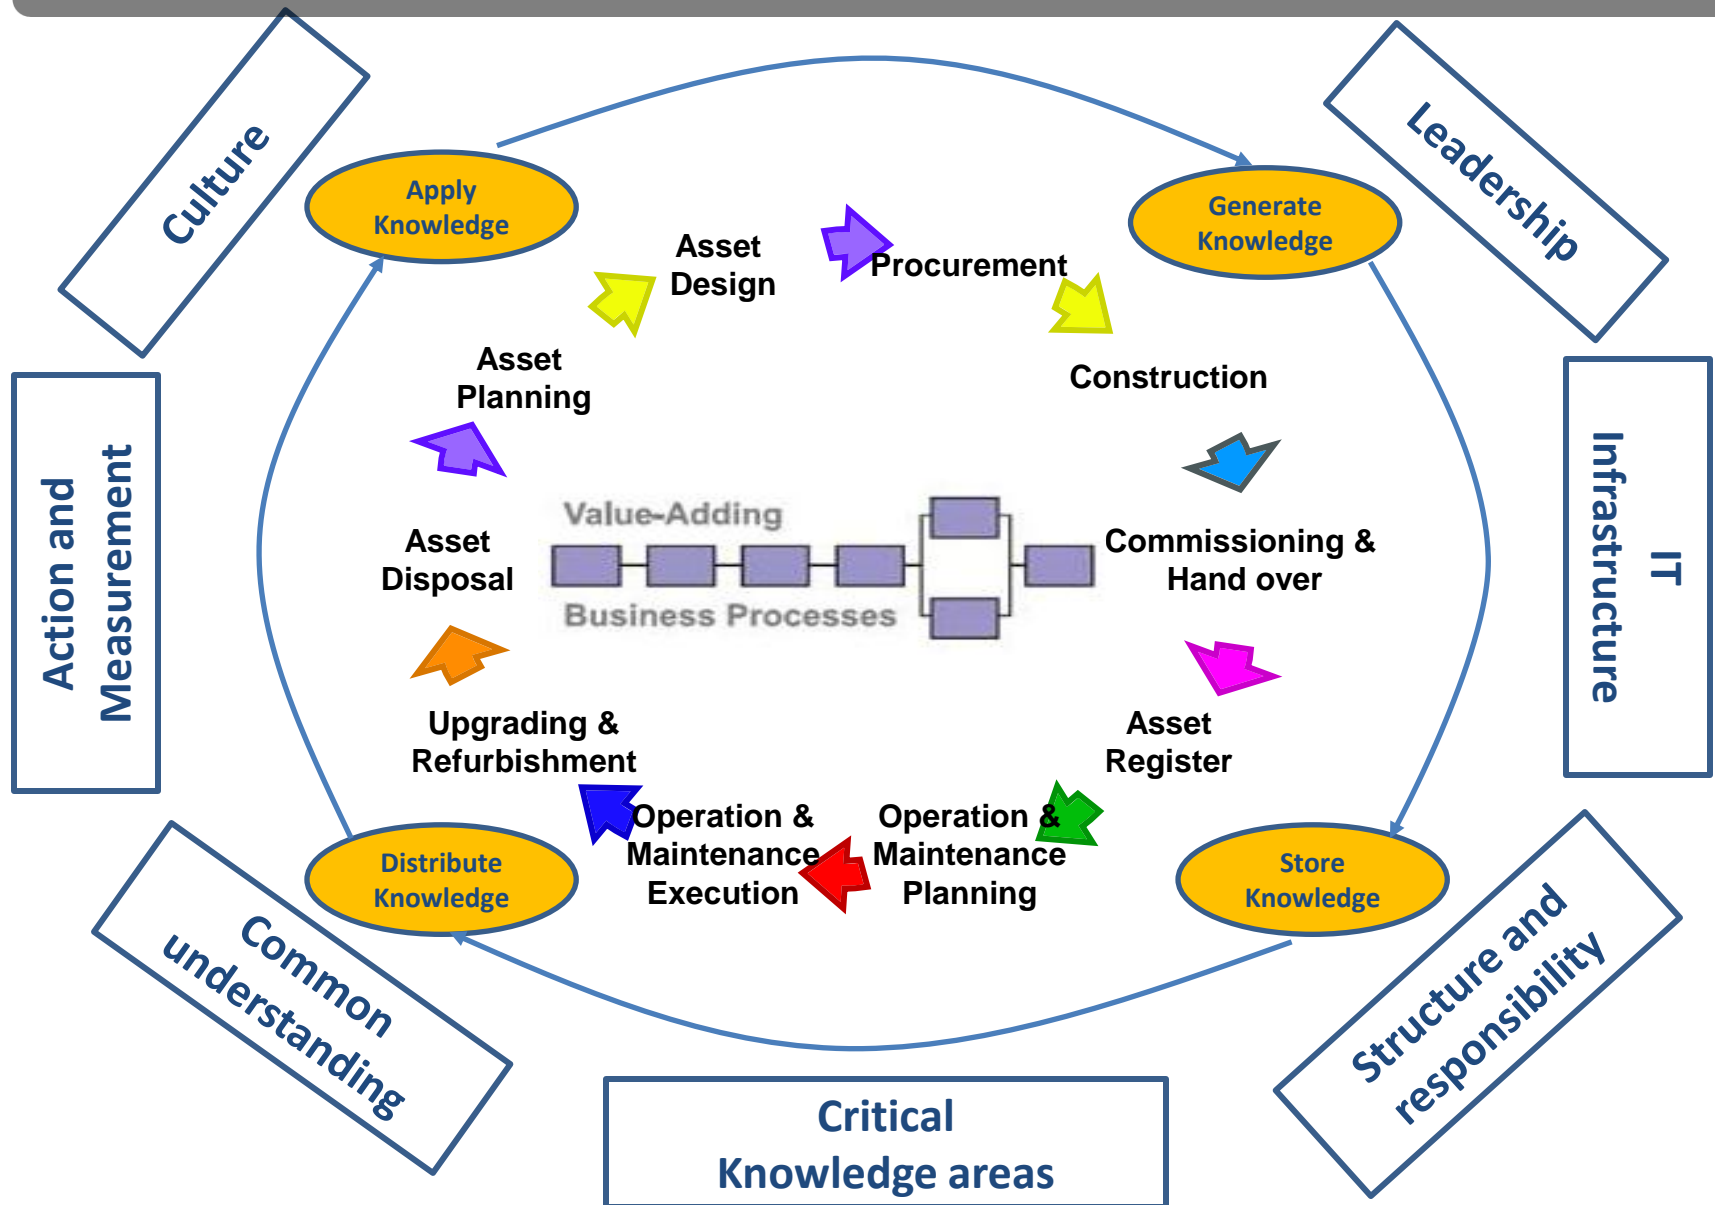 Culture
Leadership
Apply
Knowledge
Generate
Knowledge
Asset
Design
Procurement
Asset
Planning
Construction
Action and
Measurement
IT
Infrastructure
Value-Adding
Business Processes
Asset
Disposal
Commissioning &
Hand over
Upgrading &
Refurbishment
Asset
Register
Operation &
Maintenance
Execution
Operation &
Maintenance
Planning
Distribute
Knowledge
Store
Knowledge
Common
understanding
Structure and
responsibility
Critical
Knowledge areas